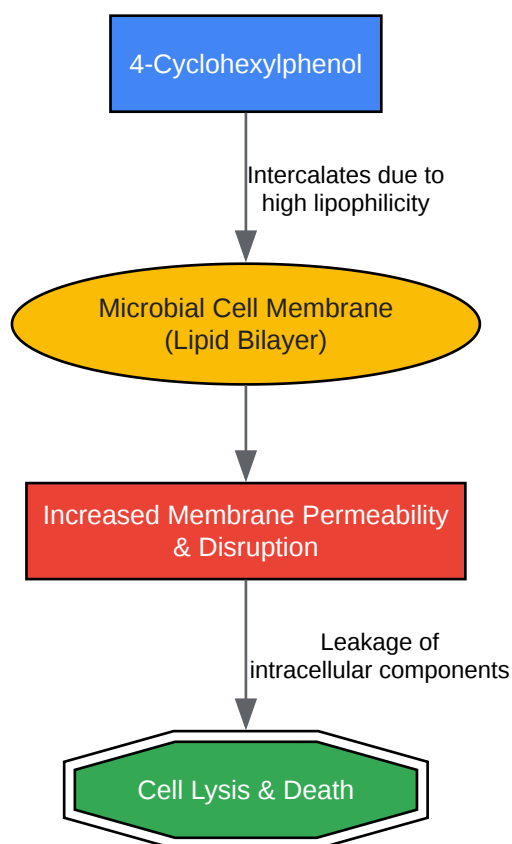 4-Cyclohexylphenol
Intercalates due to
high lipophilicity
Microbial Cell Membrane
(Lipid Bilayer)
Increased Membrane Permeability
& Disruption
Leakage of
intracellular components
Cell Lysis & Death